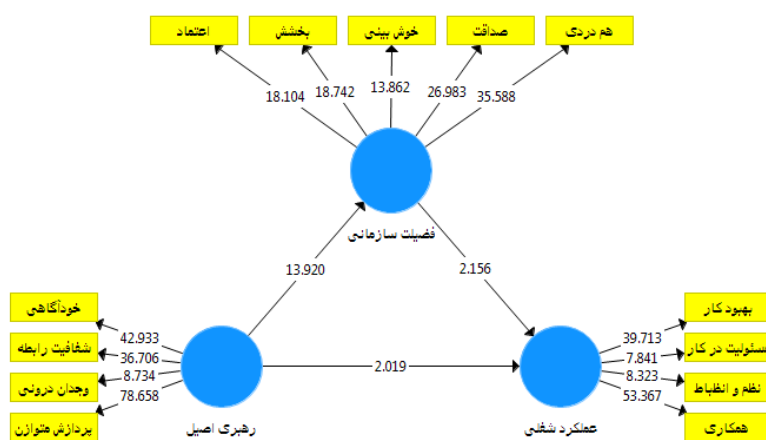 هم دردی
صداقت
خوش بینی
بخشش
اعتماد
18.104
18.742
13.862
26.983
35.588
فضیلت سازمانی
13.920
2.156
خودآگاهی
شفافیت رابطه
وجدان درونی
پردازش متوازن
42.933
36.706
8.734
78.658
رهبری اصیل
2.019
39.713
7.841
8.323
53.367
بهبود کار
مسئولیت در کار
نظم و انظباط
همکاری
عملکرد شغلی